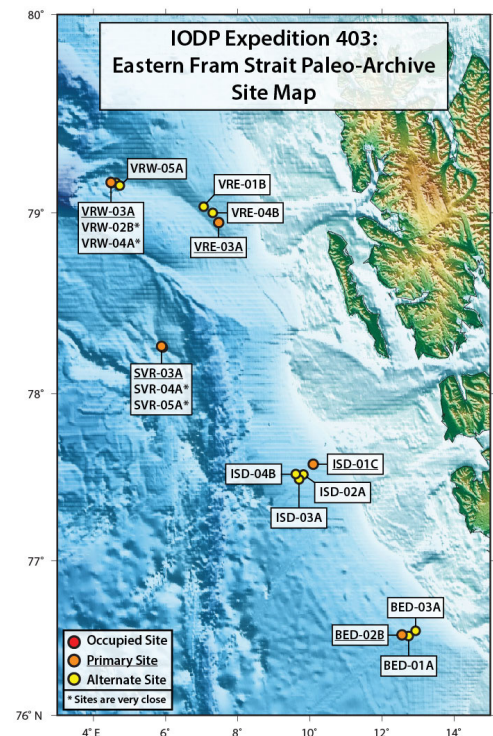 80°
IODP Expedition 403:
Eastern Fram Strait Paleo-Archive
Site Map
VRW-05A
VRW-03A
VRW-02B*
VRW-04A*
VRE-01B
VRE-04B
VRE-03A
79°
SVR-03A
SVR-04A*
SVR-05A*
78°
ISD-04B
ISD-01C
ISD-02A
ISD-03A
77°
BED-03A
BED-02B
BED-01A
Occupied Site
Primary Site
Alternate Site
* Sites are very close
76° N
4° E
6°
8°
10°
12°
14°